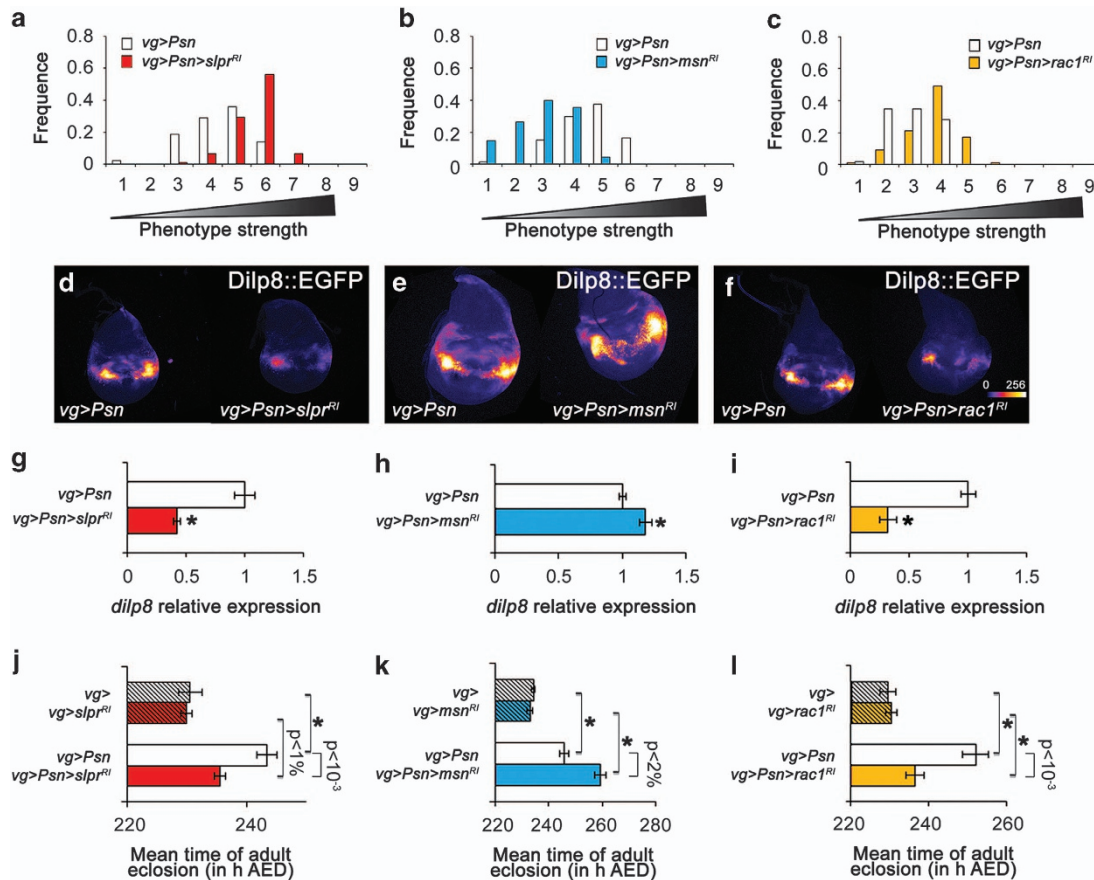 a
vg>Psn
vg>Psn>slpr^RI
Frequence
0.8
0.6
0.4
0.2
0
1 2 3 4 5 6 7 8 9
Phenotype strength
b
vg>Psn
vg>Psn>msn^RI
Frequence
0.8
0.6
0.4
0.2
0
1 2 3 4 5 6 7 8 9
Phenotype strength
c
vg>Psn
vg>Psn>rac1^RI
Frequence
0.8
0.6
0.4
0.2
0
1 2 3 4 5 6 7 8 9
Phenotype strength
d
Dilp8::EGFP
vg>Psn
vg>Psn>slpr^RI
e
Dilp8::EGFP
vg>Psn
vg>Psn>msn^RI
f
Dilp8::EGFP
0 256
vg>Psn
vg>Psn>rac1^RI
g
vg>Psn
vg>Psn>slpr^RI
*
0 0.5 1 1.5
dilp8 relative expression
h
vg>Psn
vg>Psn>msn^RI
*
0 0.5 1 1.5
dilp8 relative expression
i
vg>Psn
vg>Psn>rac1^RI
*
0 0.5 1 1.5
dilp8 relative expression
j
vg>
vg>slpr^RI
vg>Psn
vg>Psn>slpr^RI
*
p<1%
p<10^-3
220 240
Mean time of adult
eclosion (in h AED)
k
vg>
vg>msn^RI
vg>Psn
vg>Psn>msn^RI
*
*
p<2%
220 240 260 280
Mean time of adult
eclosion (in h AED)
l
vg>
vg>rac1^RI
vg>Psn
vg>Psn>rac1^RI
*
*
p<10^-3
220 240 260
Mean time of adult
eclosion (in h AED)